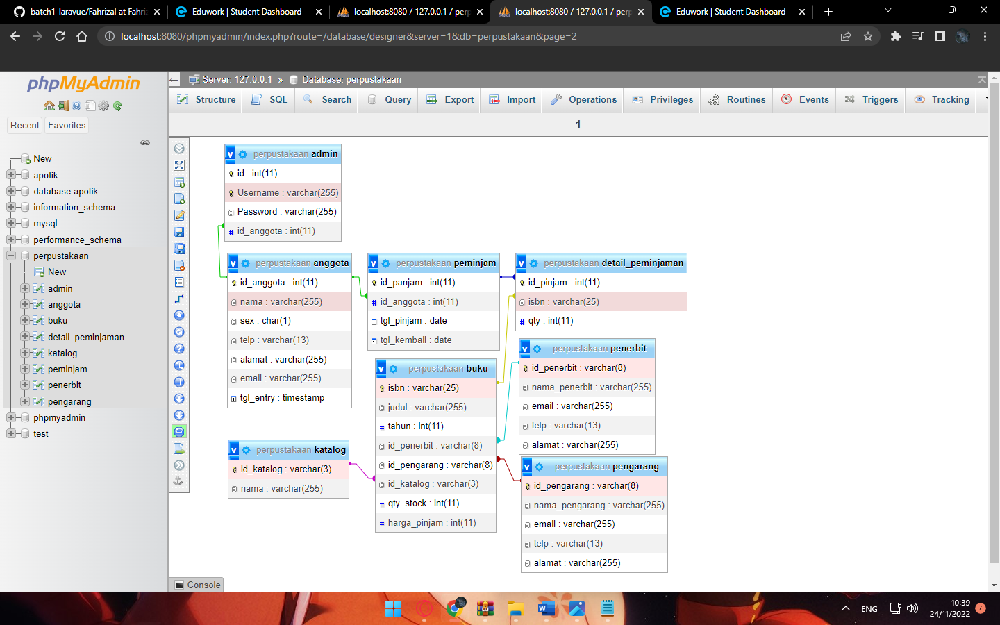 batch1-laravue/Fahrizal at Fahri
Eduwork | Student Dashboard
localhost:8080 / 127.0.0.1 / per
localhost:8080 / 127.0.0.1 / per
Eduwork | Student Dashboard
localhost:8080/phpmyadmin/index.php?route=/database/designer&server=1&db=perpustakaan&page=2
phpMyAdmin
Recent
Favorites
New
apotik
database apotik
information_schema
mysql
performance_schema
perpustakaan
New
admin
anggota
buku
detail_peminjaman
katalog
peminjam
penerbit
pengarang
phpmyadmin
test
Server: 127.0.0.1 » Database: perpustakaan
Structure
SQL
Search
Query
Export
Import
Operations
Privileges
Routines
Events
Triggers
Tracking
1
v perpustakaan admin
id : int(11)
Username : varchar(255)
Password : varchar(255)
# id_anggota : int(11)
v perpustakaan anggota
id_anggota : int(11)
nama : varchar(255)
sex : char(1)
telp : varchar(13)
alamat : varchar(255)
email : varchar(255)
tgl_entry : timestamp
v perpustakaan peminjam
id_panjam : int(11)
# id_anggota : int(11)
tgl_pinjam : date
tgl_kembali : date
v perpustakaan detail_peminjaman
id_pinjam : int(11)
isbn : varchar(25)
# qty : int(11)
v perpustakaan penerbit
id_penerbit : varchar(8)
nama_penerbit : varchar(255)
email : varchar(255)
telp : varchar(13)
alamat : varchar(255)
v perpustakaan buku
isbn : varchar(25)
judul : varchar(255)
# tahun : int(11)
id_penerbit : varchar(8)
id_pengarang : varchar(8)
id_katalog : varchar(3)
# qty_stock : int(11)
# harga_pinjam : int(11)
v perpustakaan katalog
id_katalog : varchar(3)
nama : varchar(255)
v perpustakaan pengarang
id_pengarang : varchar(8)
nama_pengarang : varchar(255)
email : varchar(255)
telp : varchar(13)
alamat : varchar(255)
Console
ENG
10:39
24/11/2022
7